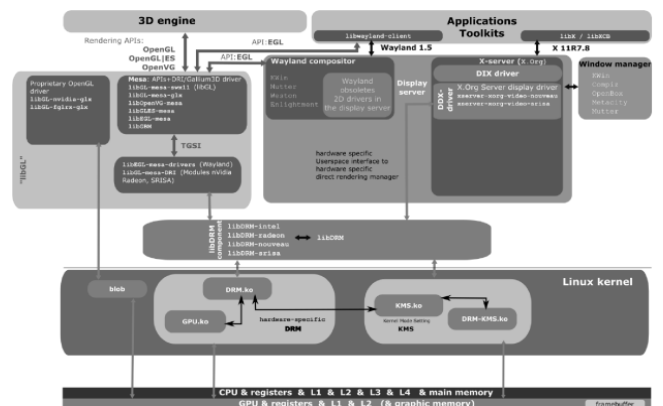 3D engine
Applications
Toolkits
libwayland-client
libX / libXCB
Rendering APIs:
OpenGL
OpenGL|ES
OpenVG
API:EGL
API:EGL
Wayland 1.5
X 11R7.8
Proprietary OpenGL
driver
libGL-nvidia-glx
libGL-fglrx-glx
Mesa: APIs+DRI/Gallium3D driver
libGL-mesa-swx11 (libGL)
libGL-mesa-glx
libOpenVG-mesa
libGLES-mesa
libEGL-mesa
libGBM
TGSI
libEGL-mesa-drivers (Wayland)
libGL-mesa-DRI (Modules nVidia
Radeon, SRISA)
"libGL"
Wayland compositor
KWin
Mutter
Weston
Enlightenment
Wayland
obsoletes
2D drivers in
the display server
Display
server
X-server (X.Org)
DIX driver
DDX-
driver
X.Org Server display driver
xserver-xorg-video-nouveau
xserver-xorg-video-srisa
Window manager
KWin
Compiz
OpenBox
Metacity
Mutter
hardware specific
Userspace interface to
hardware specific
direct rendering manager
libDRM
component
libDRM-intel
libDRM-radeon
libDRM-nouveau
libDRM-srisa
libDRM
Linux kernel
blob
DRM.ko
GPU.ko
hardware-specific
DRM
KMS.ko
Kernel Mode Setting
KMS
DRM-KMS.ko
CPU & registers & L1 & L2 & L3 & L4 & main memory
GPU & registers & L1 & L2 (& graphic memory)
framebuffer